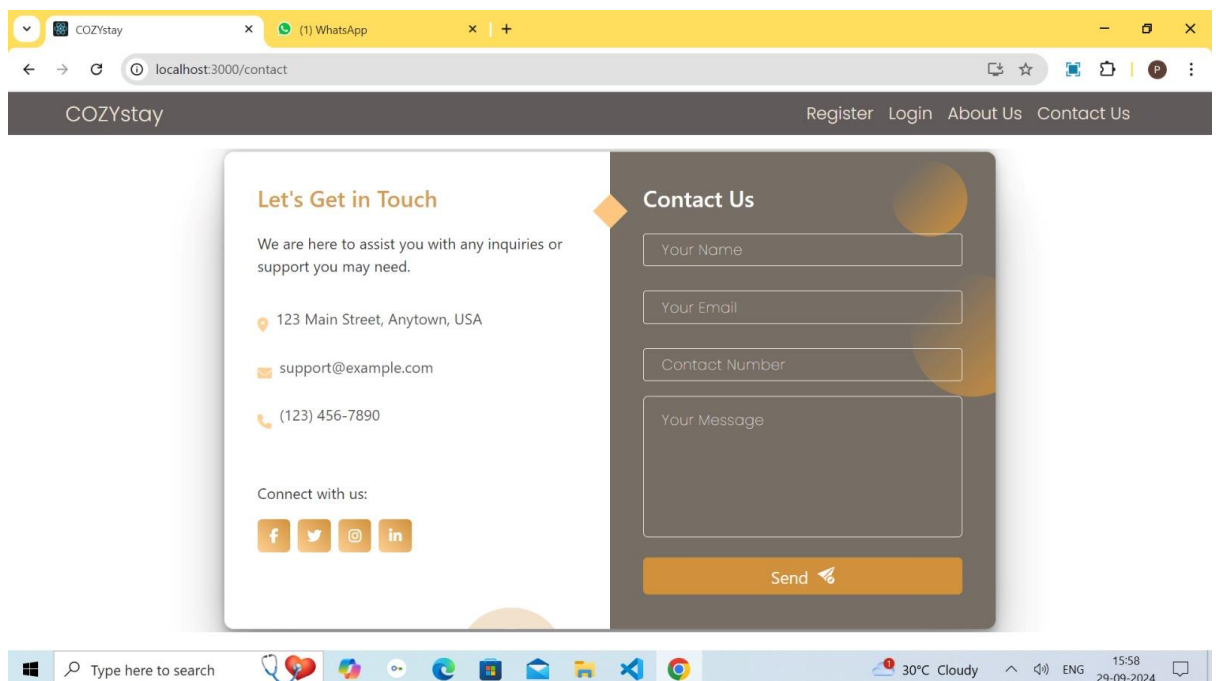 COZYstay
(1) WhatsApp
localhost:3000/contact
P
COZYstay
Register Login About Us Contact Us
Let's Get in Touch
We are here to assist you with any inquiries or
support you may need.
123 Main Street, Anytown, USA
support@example.com
(123) 456-7890
Connect with us:
f in
Contact Us
Your Name
Your Email
Contact Number
Your Message
Send
Type here to search
1
30°C Cloudy
ENG
15:58
29-09-2024